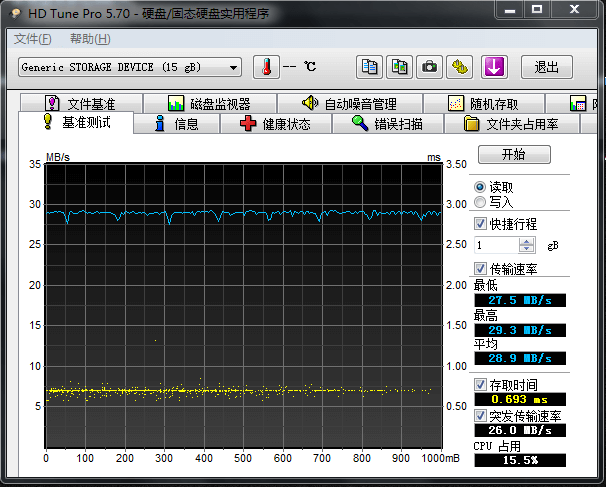 HD Tune Pro 5.70 - 硬盘/固态硬盘实用程序
文件(F) 帮助(H)
Generic STORAGE DEVICE (15 gB) -- ℃ 退出
文件基准 磁盘监视器 自动噪音管理 随机存取
基准测试 信息 健康状态 错误扫描 文件夹占用率
MB/s ms
35 3.50
30 3.00
25 2.50
20 2.00
15 1.50
10 1.00
5 0.50
0 100 200 300 400 500 600 700 800 900 1000mB
开始
读取
写入
快捷行程
1 gB
传输速率
最低
27.5 MB/s
最高
29.3 MB/s
平均
28.9 MB/s
存取时间
0.693 ms
突发传输速率
26.0 MB/s
CPU 占用
15.5%